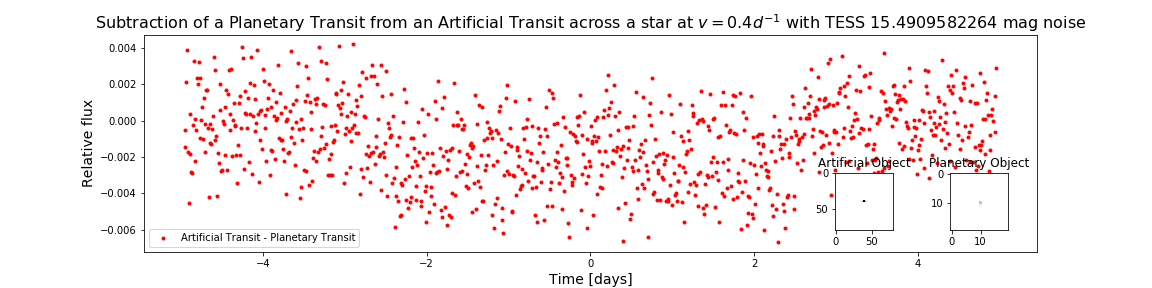 Subtraction of a Planetary Transit from an Artificial Transit across a star at v = 0.4d⁻¹ with TESS 15.4909582264 mag noise
0.004
0.002
0.000
−0.002
−0.004
−0.006
Relative flux
Artificial Transit - Planetary Transit
Artificial Object
0
50
0 50
Planetary Object
0
10
0 10
−4 −2 0 2 4
Time [days]